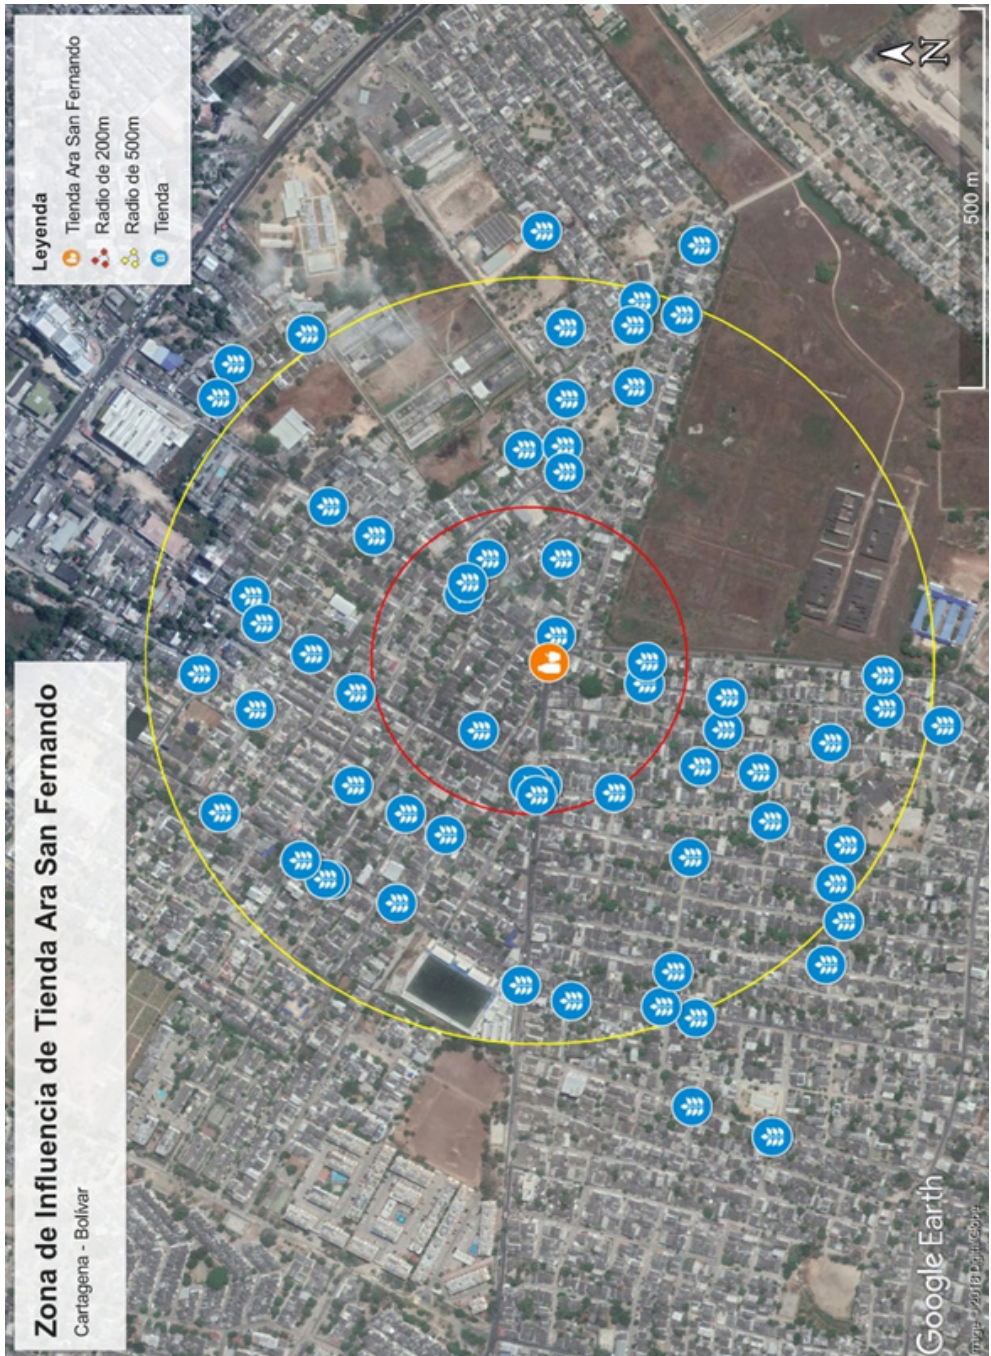 Zona de Influencia de Tienda Ara San Fernando
Cartagena - Bolívar
Leyenda
Tienda Ara San Fernando
Radio de 200m
Radio de 500m
Tienda
N
500 m
Google Earth